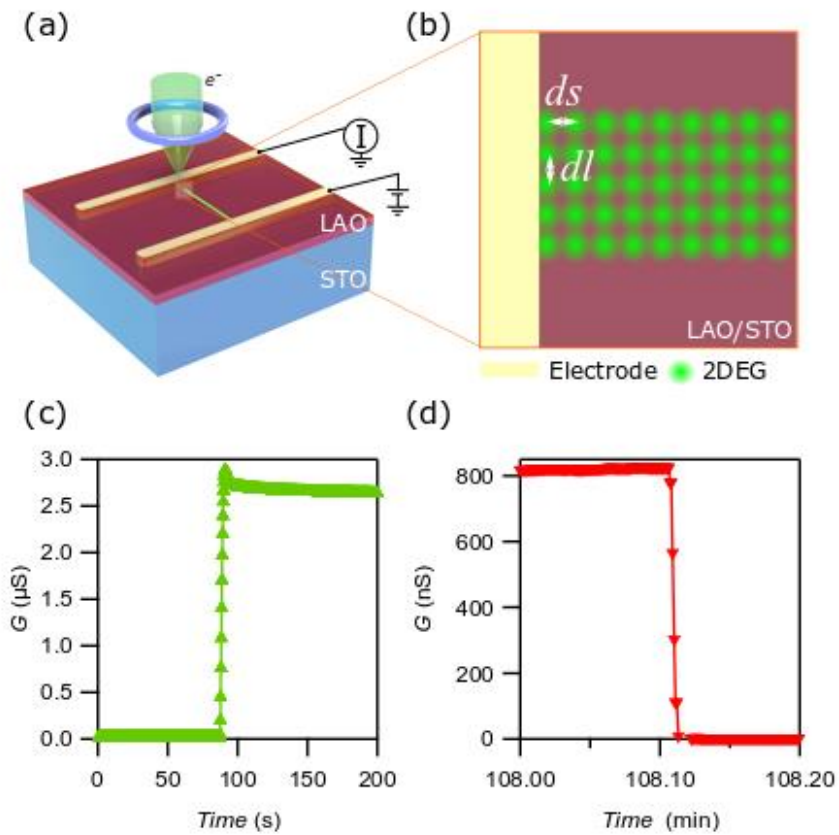 (a)
e-
I
LAO
STO
(b)
ds
dl
LAO/STO
Electrode 2DEG
(c)
3.0
2.5
2.0
1.5
1.0
0.5
0.0
G (µS)
0 50 100 150 200
Time (s)
(d)
800
600
400
200
0
G (nS)
108.00 108.10 108.20
Time (min)